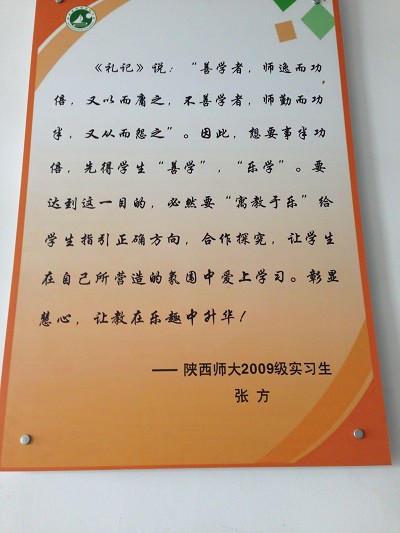 《礼记》说：“善学者，师逸而功
倍，又以而庸之，不善学者，师勤而功
半，又从而怨之”。因此，想要事半功
倍，先得学生“善学”，“乐学”。要
达到这一目的，必然要“寓教于乐”给
学生指引正确方向，合作探究，让学生
在自己所营造的氛围中爱上学习。彰显
慧心，让教在乐趣中升华！
——陕西师大2009级实习生
张 方